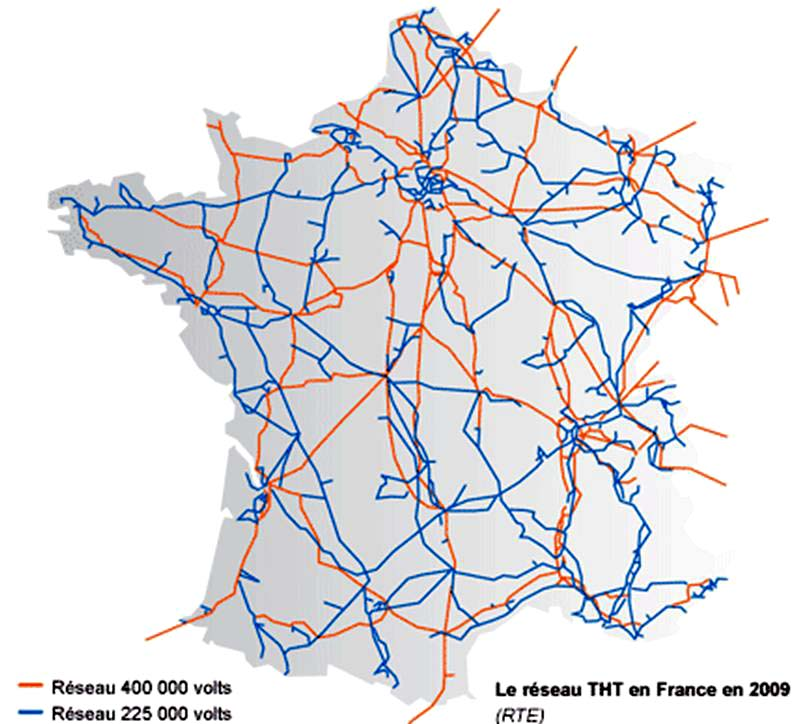 Réseau 400 000 volts
Réseau 225 000 volts
Le réseau THT en France en 2009
(RTE)